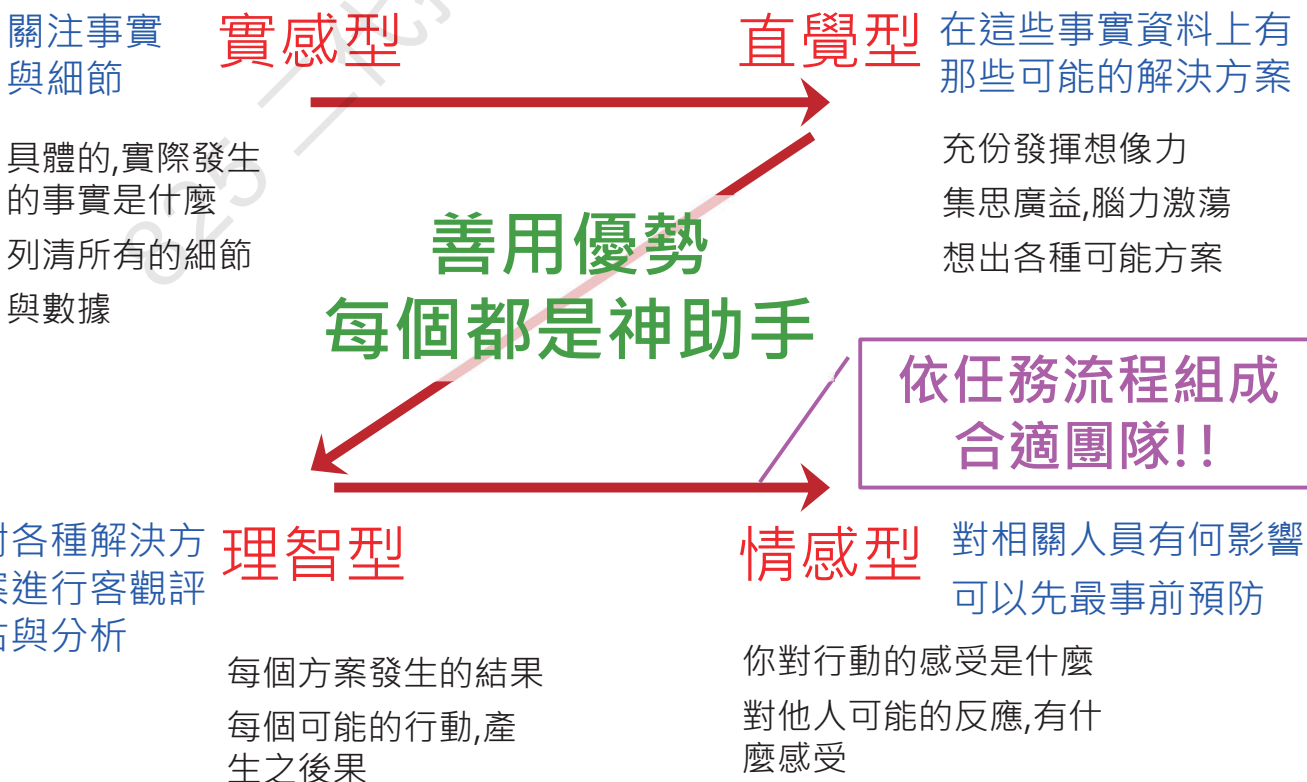 關注事實
與細節
實感型
具體的,實際發生
的事實是什麼
列清所有的細節
與數據
直覺型
在這些事實資料上有
那些可能的解決方案
充份發揮想像力
集思廣益,腦力激蕩
想出各種可能方案
善用優勢
每個都是神助手
依任務流程組成
合適團隊!!
對各種解決方
案進行客觀評
估與分析
理智型
每個方案發生的結果
每個可能的行動,產
生之後果
情感型
對相關人員有何影響
可以先最事前預防
你對行動的感受是什麼
對他人可能的反應,有什
麼感受
825 二代